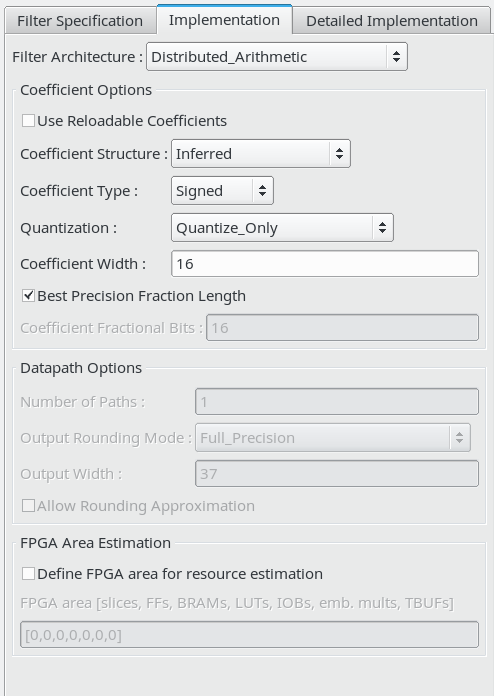 Filter Specification Implementation Detailed Implementation
Filter Architecture : Distributed_Arithmetic
Coefficient Options
Use Reloadable Coefficients
Coefficient Structure : Inferred
Coefficient Type : Signed
Quantization : Quantize_Only
Coefficient Width : 16
Best Precision Fraction Length
Coefficient Fractional Bits : 16
Datapath Options
Number of Paths : 1
Output Rounding Mode : Full_Precision
Output Width : 37
Allow Rounding Approximation
FPGA Area Estimation
Define FPGA area for resource estimation
FPGA area [slices, FFs, BRAMs, LUTs, IOBs, emb. mults, TBUFs]
[0,0,0,0,0,0,0]